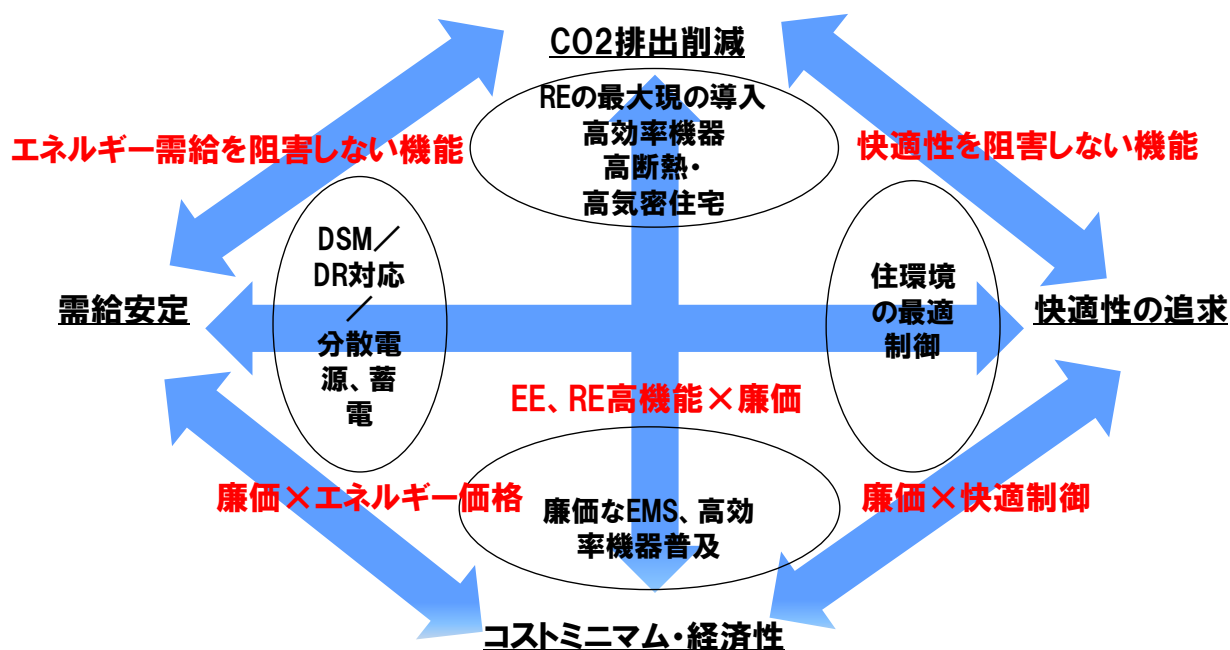 CO2排出削減
REの最大現の導入
高効率機器
高断熱・
高気密住宅
エネルギー需給を阻害しない機能
快適性を阻害しない機能
DSM／
DR対応
／
分散電
源、蓄
電
需給安定
住環境
の最適
制御
快適性の追求
EE、RE高機能×廉価
廉価×エネルギー価格
廉価なEMS、高効
率機器普及
廉価×快適制御
コストミニマム・経済性